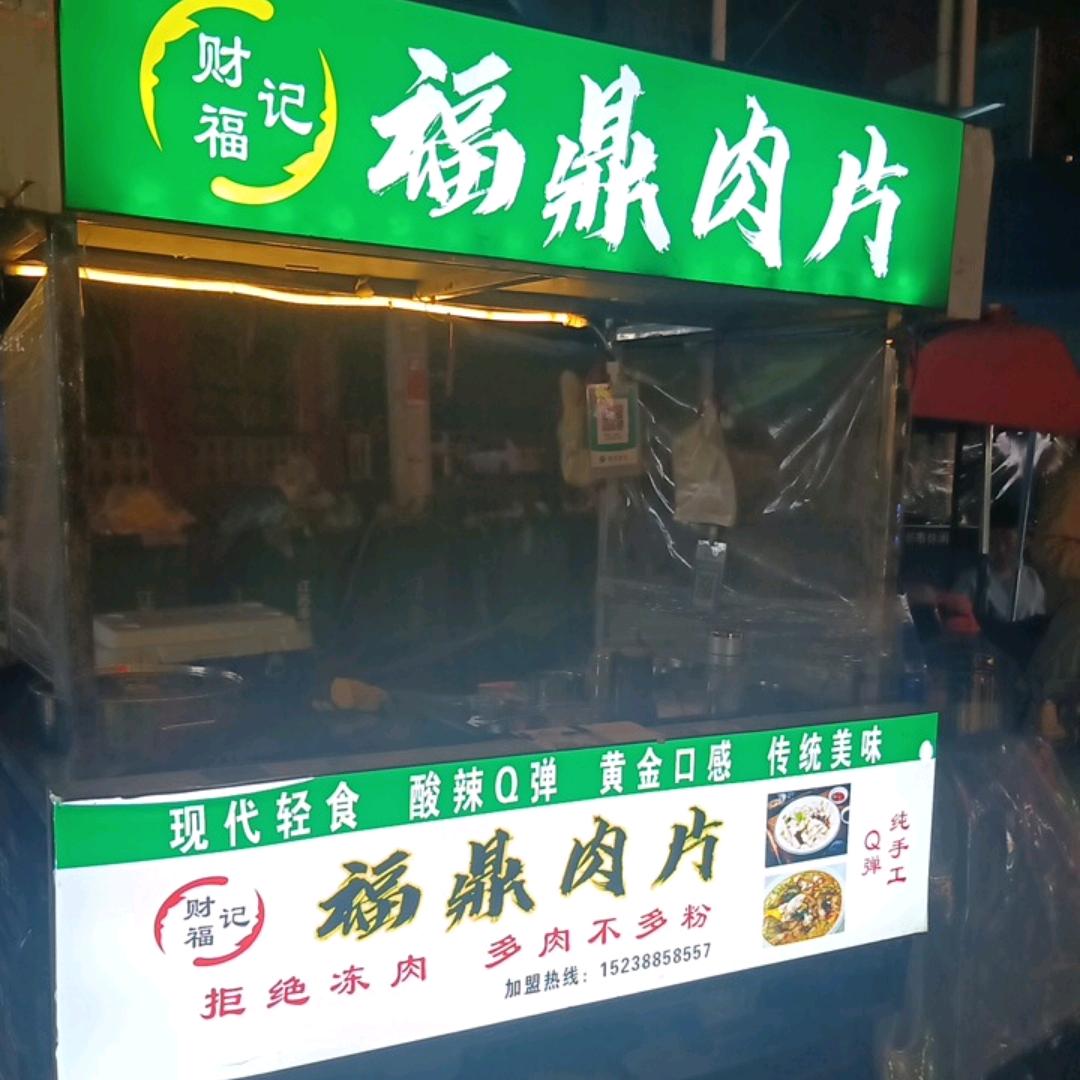 财福记
福鼎肉片
现代轻食 酸辣Q弹 黄金口感 传统美味
财福记
福鼎肉片
拒绝冻肉 多肉不多粉
加盟热线：15238858557
纯手工
Q弹